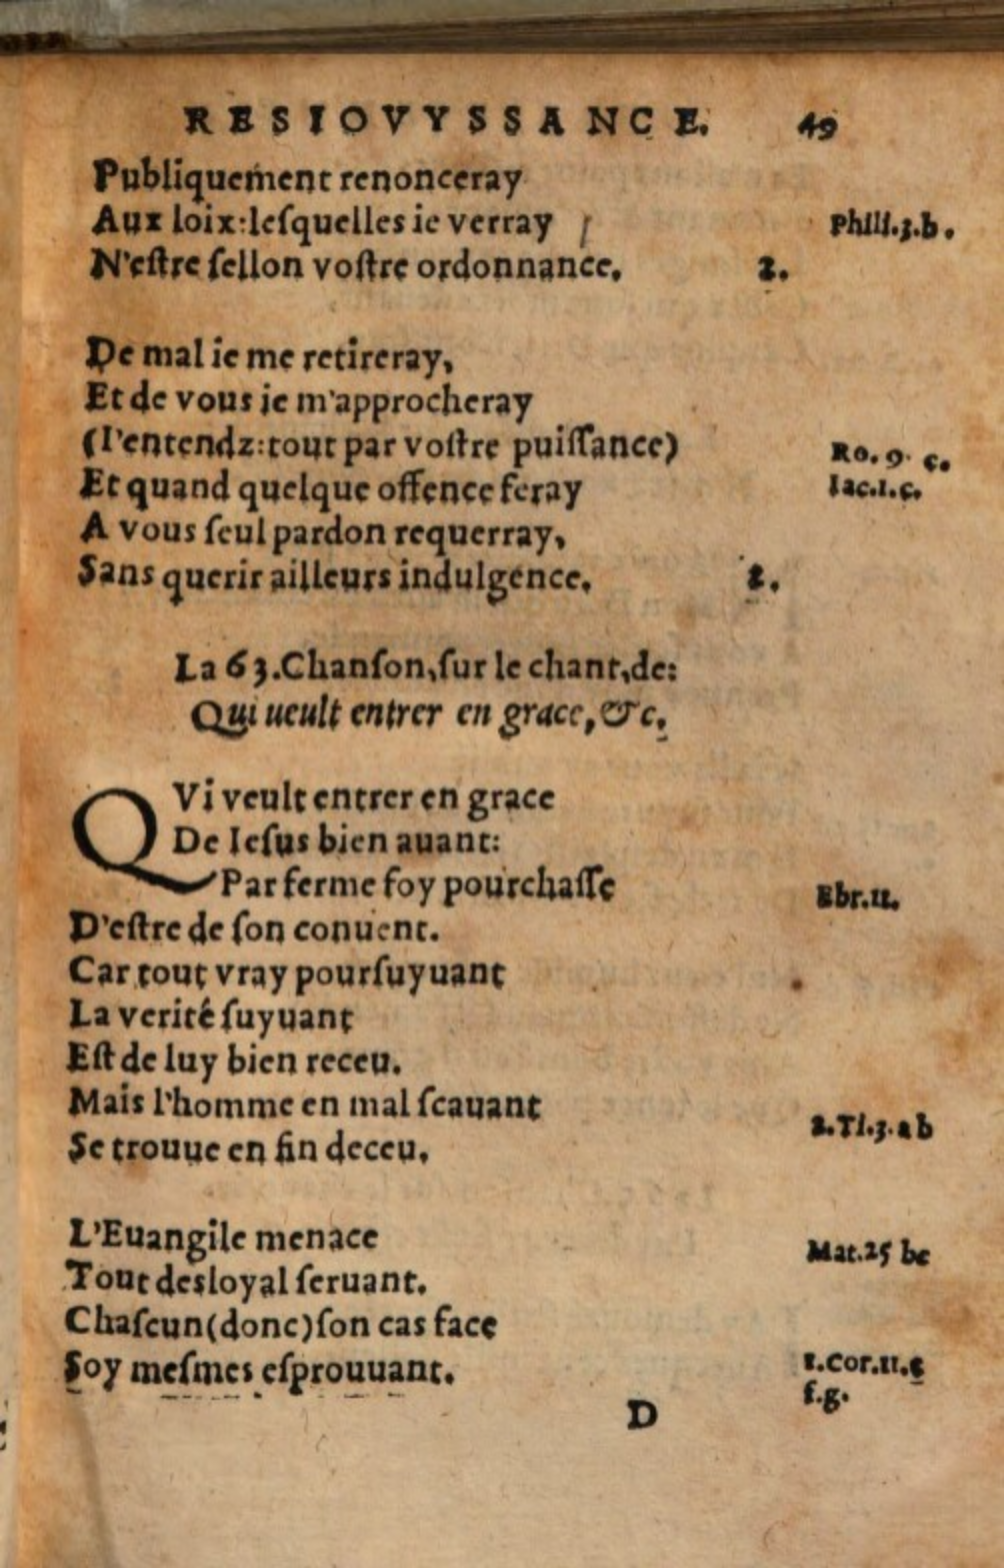 RESIOVYSSANCE. 49
Publiquement renonceray
Aux loix:leſquelles ie verray Phili.3.b.
N'eſtre ſellon voſtre ordonnance. 2.
De mal ie me retireray,
Et de vous ie m'approcheray
(I'entendz:tout par voſtre puiſſance) Ro.9. c.
Et quand quelque offence feray Iac.1.c.
A vous ſeul pardon requerray,
Sans querir ailleurs indulgence. 2.
La 63.Chanſon,ſur le chant,de:
Qui ueult entrer en grace, &c.
QVi veult entrer en grace
De Ieſus bien auant:
Par ferme foy pourchaſſe Ebr.11.
D'eſtre de ſon conuent.
Car tout vray pourſuyuant
La verité ſuyuant
Eſt de luy bien receu.
Mais l'homme en mal ſcauant
Se trouue en fin deceu. 2.Ti.3.ab
L'Euangile menace Mat.25 bc
Tout desloyal ſeruant.
Chaſcun(donc)ſon cas face
Soy meſmes eſprouuant. 1.Cor.11.e
f.g.
D